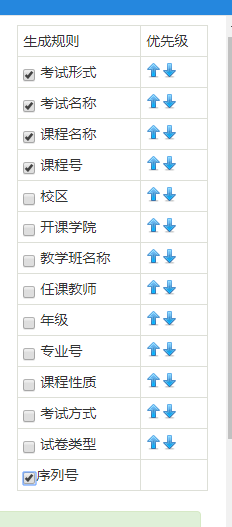 生成规则 优先级
考试形式
考试名称
课程名称
课程号
校区
开课学院
教学班名称
任课教师
年级
专业号
课程性质
考试方式
试卷类型
序列号